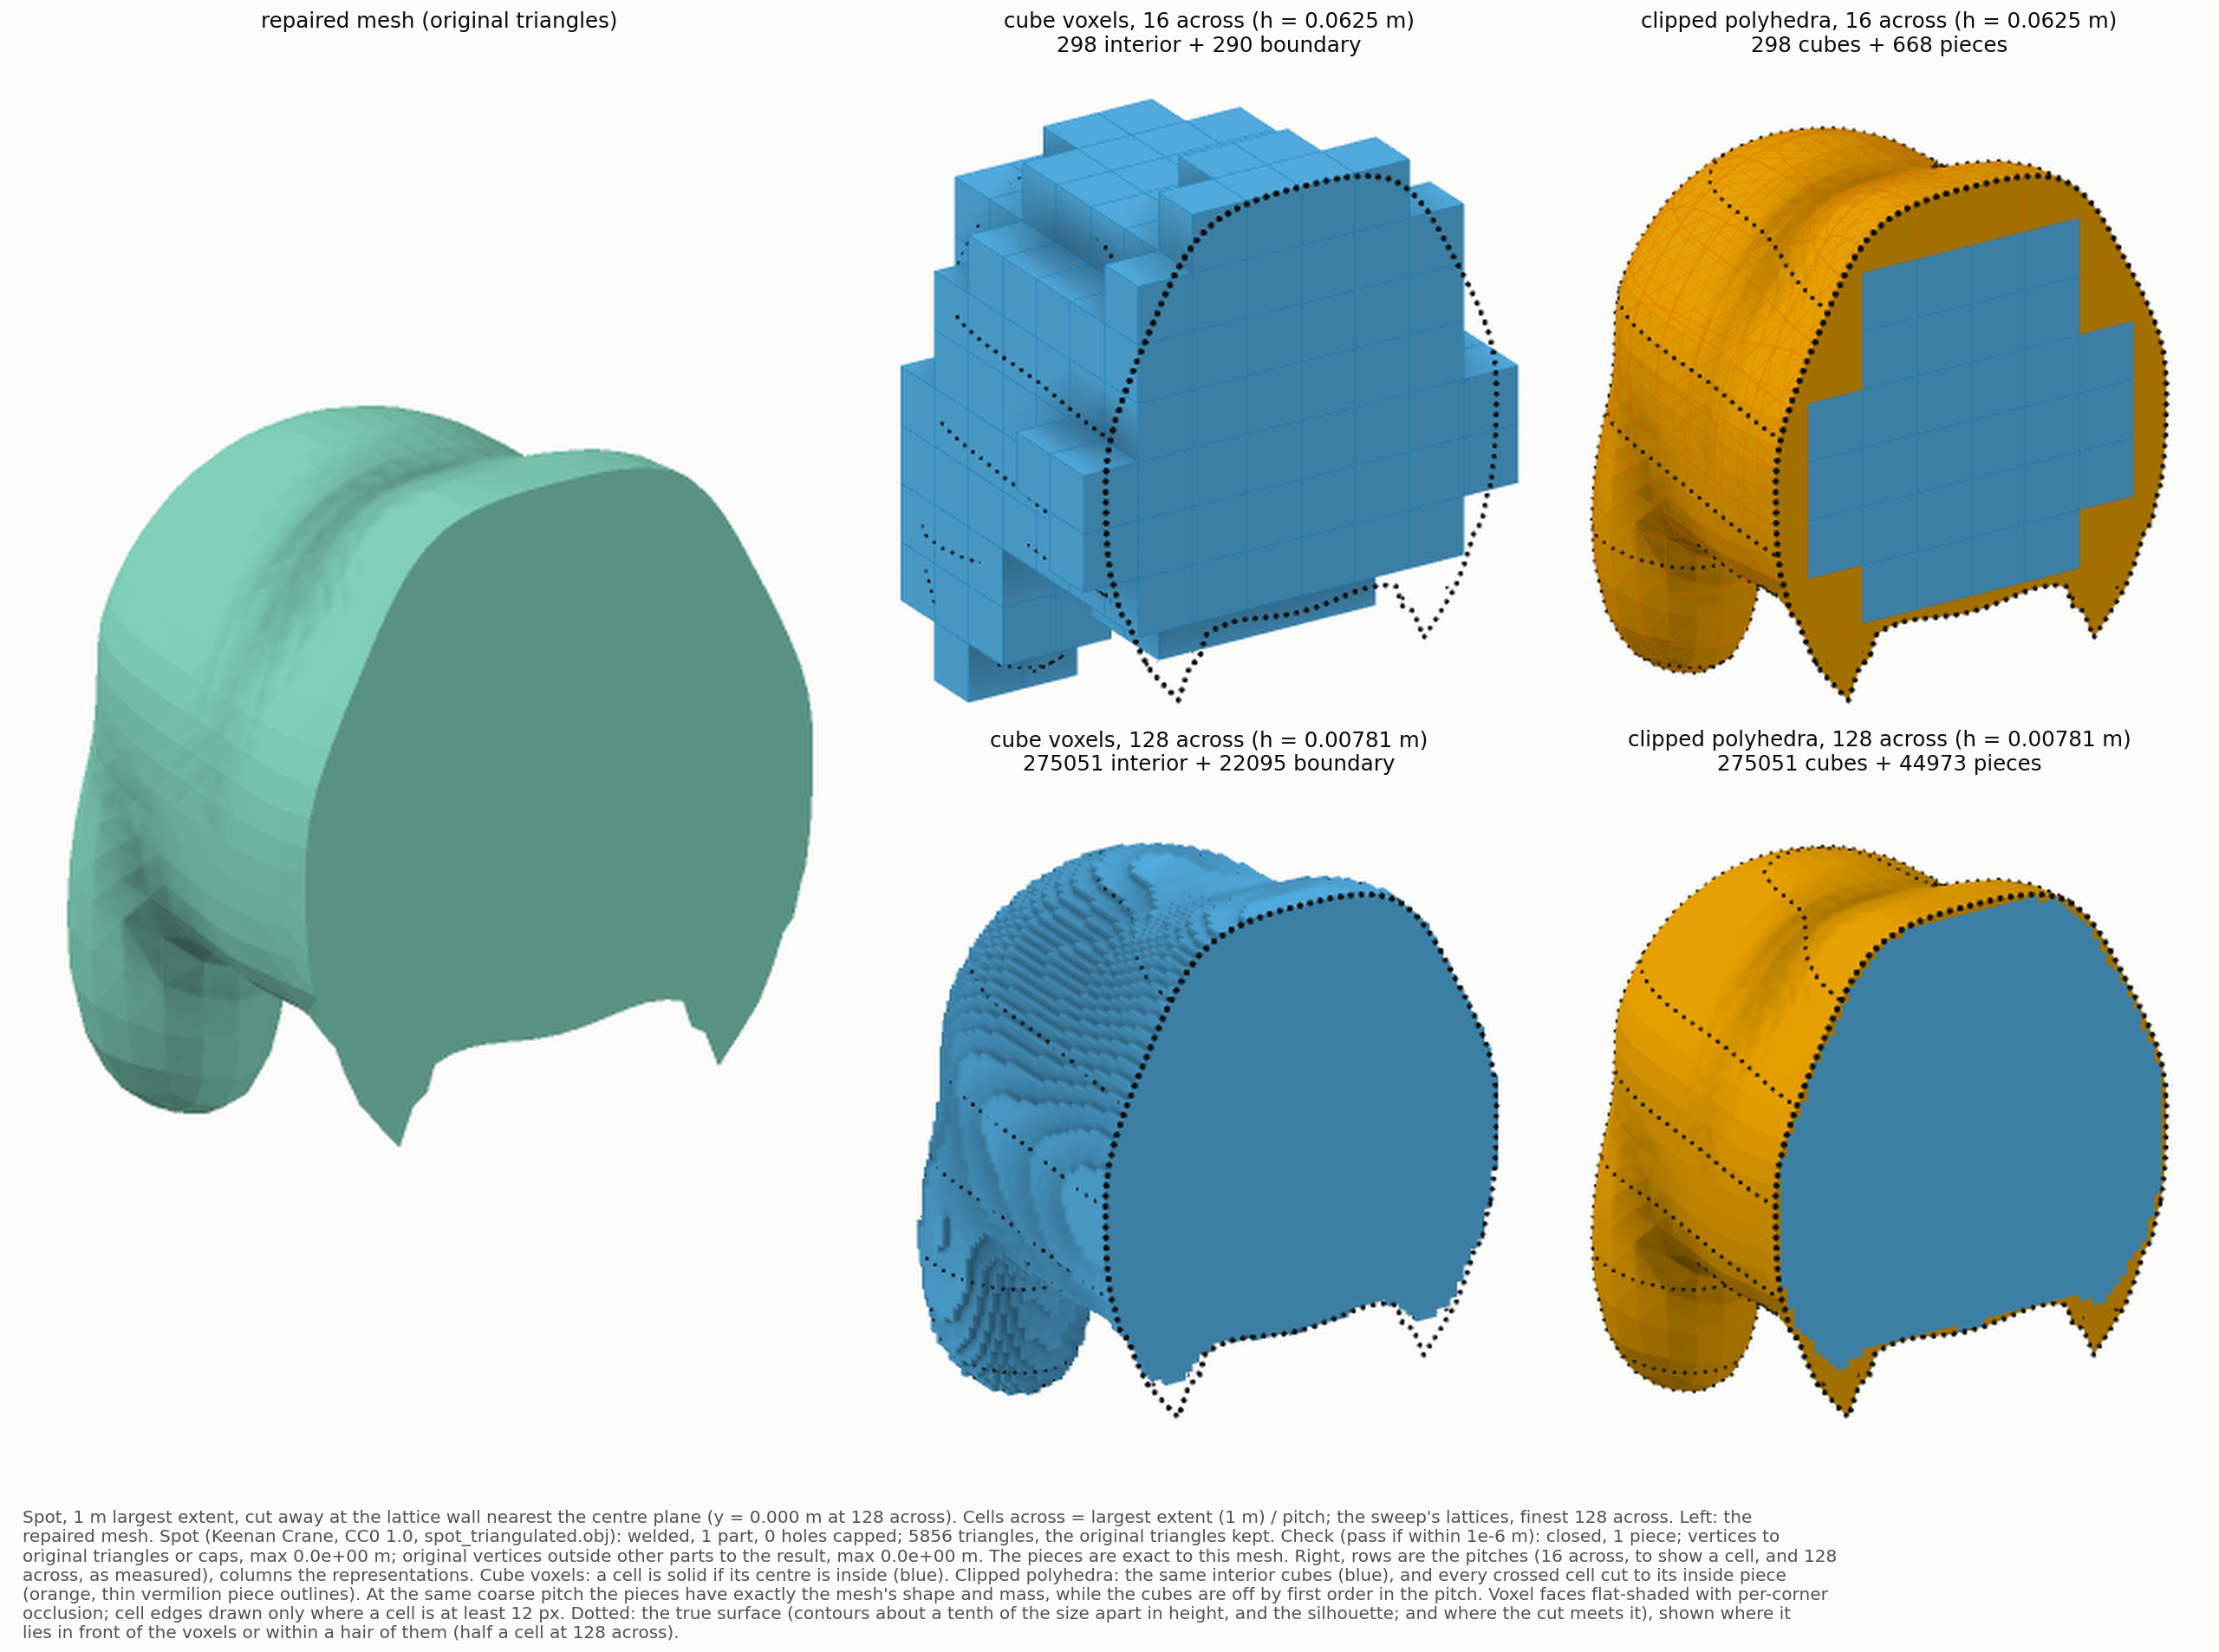 repaired mesh (original triangles)
cube voxels, 16 across (h = 0.0625 m)
298 interior + 290 boundary
clipped polyhedra, 16 across (h = 0.0625 m)
298 cubes + 668 pieces
cube voxels, 128 across (h = 0.00781 m)
275051 interior + 22095 boundary
clipped polyhedra, 128 across (h = 0.00781 m)
275051 cubes + 44973 pieces
Spot, 1 m largest extent, cut away at the lattice wall nearest the centre plane (y = 0.000 m at 128 across). Cells across = largest extent (1 m) / pitch; the sweep's lattices, finest 128 across. Left: the
repaired mesh. Spot (Keenan Crane, CC0 1.0, spot_triangulated.obj): welded, 1 part, 0 holes capped; 5856 triangles, the original triangles kept. Check (pass if within 1e-6 m): closed, 1 piece; vertices to
original triangles or caps, max 0.0e+00 m; original vertices outside other parts to the result, max 0.0e+00 m. The pieces are exact to this mesh. Right, rows are the pitches (16 across, to show a cell, and 128
across, as measured), columns the representations. Cube voxels: a cell is solid if its centre is inside (blue). Clipped polyhedra: the same interior cubes (blue), and every crossed cell cut to its inside piece
(orange, thin vermilion piece outlines). At the same coarse pitch the pieces have exactly the mesh's shape and mass, while the cubes are off by first order in the pitch. Voxel faces flat-shaded with per-corner
occlusion; cell edges drawn only where a cell is at least 12 px. Dotted: the true surface (contours about a tenth of the size apart in height, and the silhouette; and where the cut meets it), shown where it
lies in front of the voxels or within a hair of them (half a cell at 128 across).